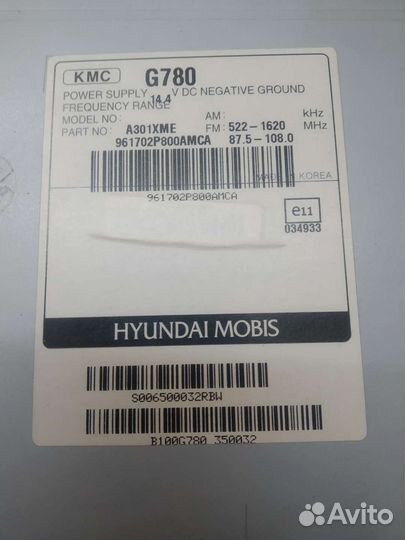 KMC G780
POWER SUPPLY 14.4 V DC NEGATIVE GROUND
FREQUENCY RANGE AM: kHz
MODEL NO: A301XME FM: 522-1620 MHz
PART NO: 961702P800AMCA 87.5-108.0
MADE IN KOREA
961702P800AMCA
e11
034933
HYUNDAI MOBIS
S006500032RBW
B100G780 350032
Avito